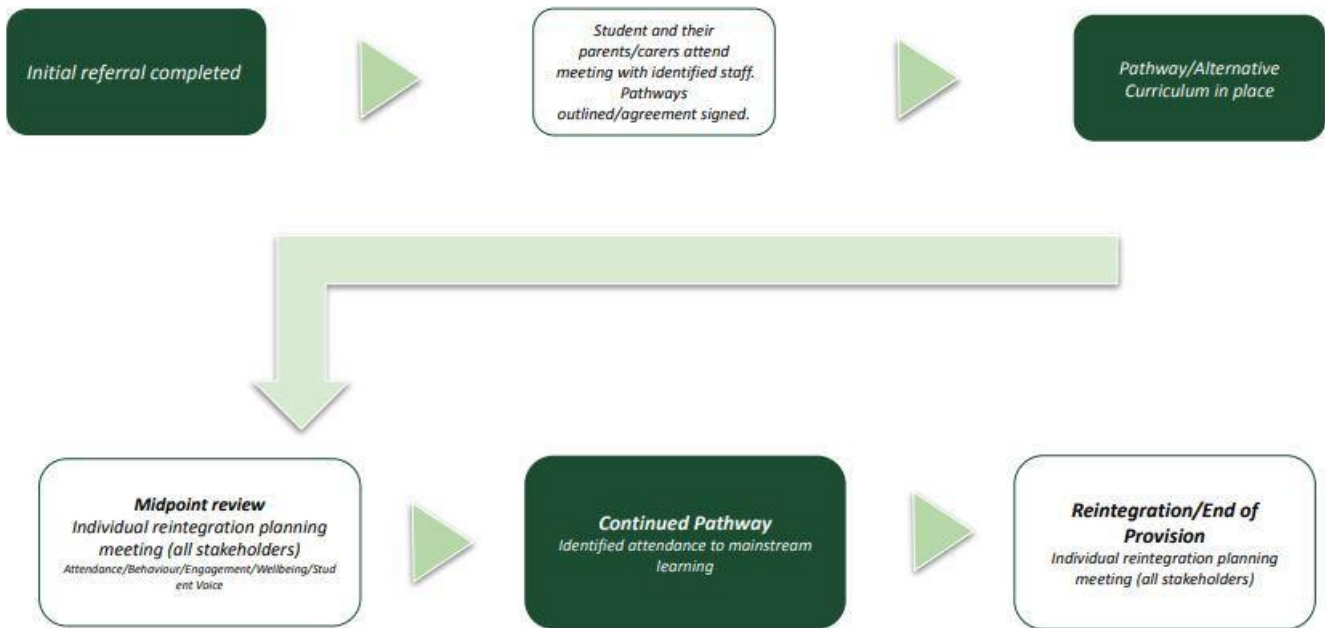 Initial referral completed
Student and their
parents/carers attend
meeting with identified staff.
Pathways
outlined/agreement signed.
Pathway/Alternative
Curriculum in place
Midpoint review
Individual reintegration planning
meeting (all stakeholders)
Attendance/Behaviour/Engagement/Wellbeing/Stud
ent Voice
Continued Pathway
Identified attendance to mainstream
learning
Reintegration/End of
Provision
Individual reintegration planning
meeting (all stakeholders)